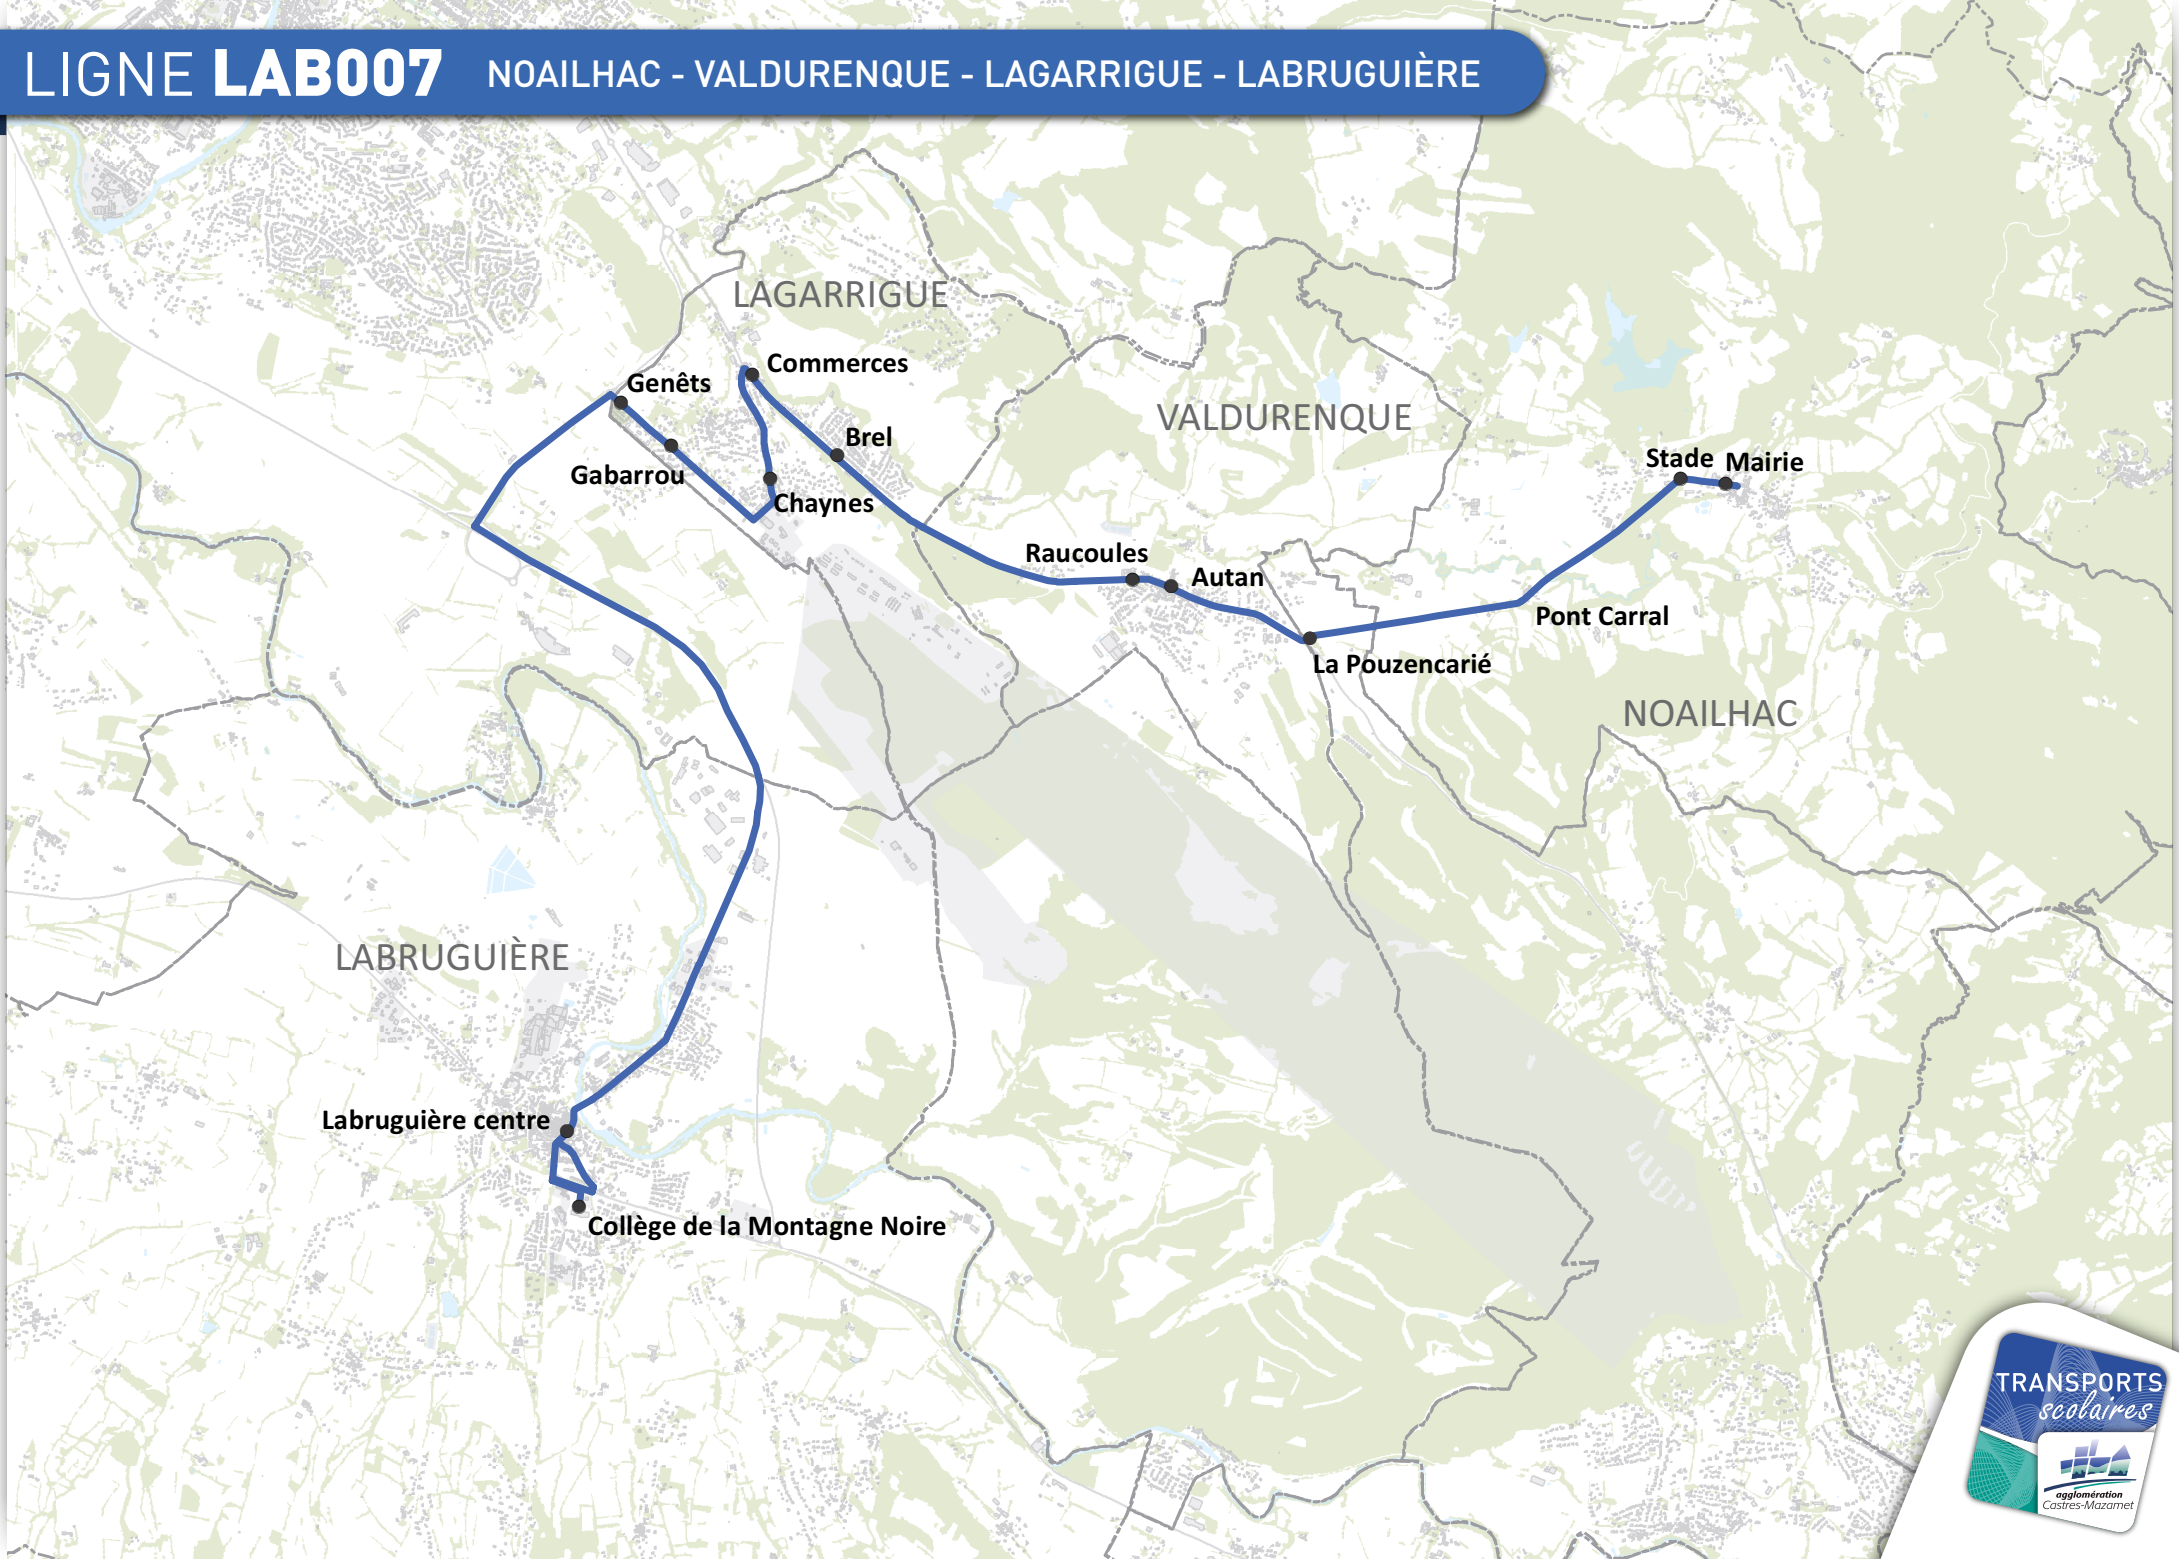 LIGNE LAB007 NOAILHAC - VALDURENQUE - LAGARRIGUE - LABRUGUIÈRE
LAGARRIGUE
Commerces
Genêts
VALDURENQUE
Brel
Stade Mairie
Gabarrou
Chaynes
Raucoules
Autan
Pont Carral
La Pouzencarié
NOAILHAC
LABRUGUIÈRE
Labruguière centre
Collège de la Montagne Noire
TRANSPORTS
scolaires
agglomération
Castres-Mazamet